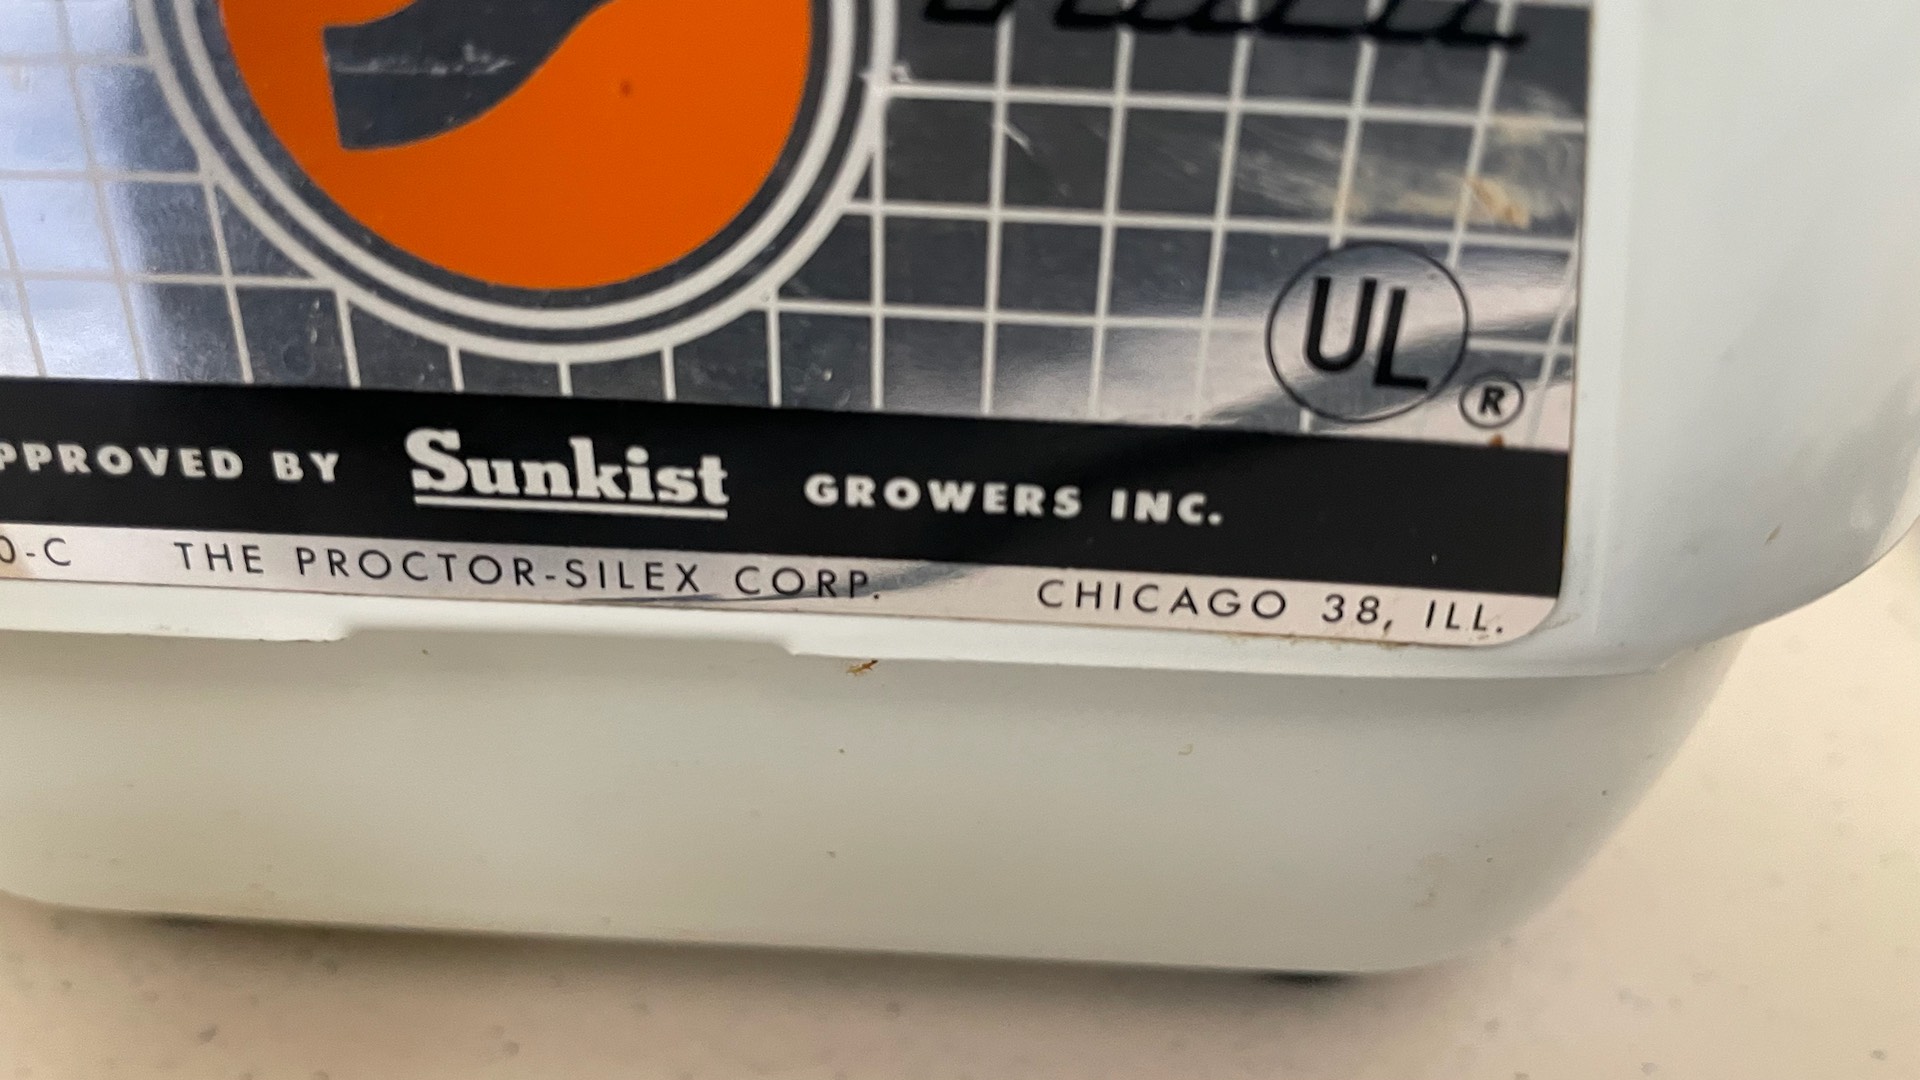 UL
®
PPROVED BY Sunkist GROWERS INC.
0-C THE PROCTOR-SILEX CORP. CHICAGO 38, ILL.